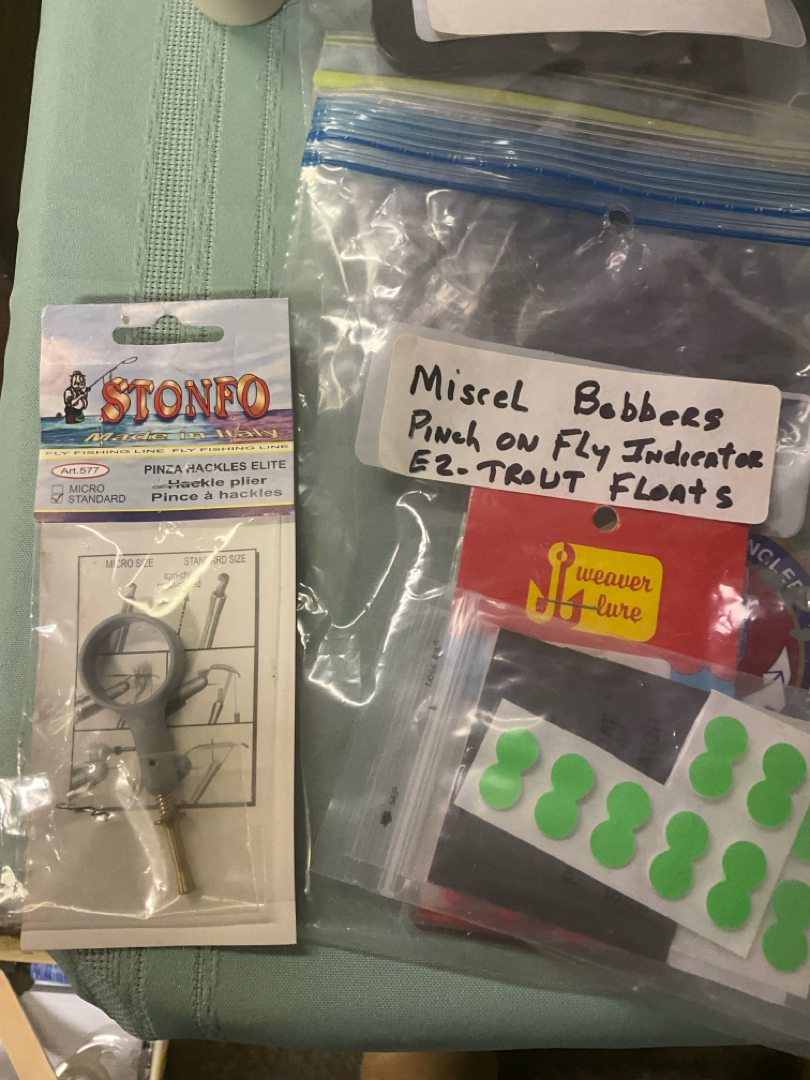 STONFO
Made in Italy
FLY FISHING LINE FLY FISHING LINE
Art.577
PINZA HACKLES ELITE
Hackle plier
Pince à hackles
MICRO
STANDARD
MICRO SIZE
STANDARD SIZE
Miscel Bobbers
Pinch on Fly Indicator
EZ-TROUT FLOATS
weaver
lure